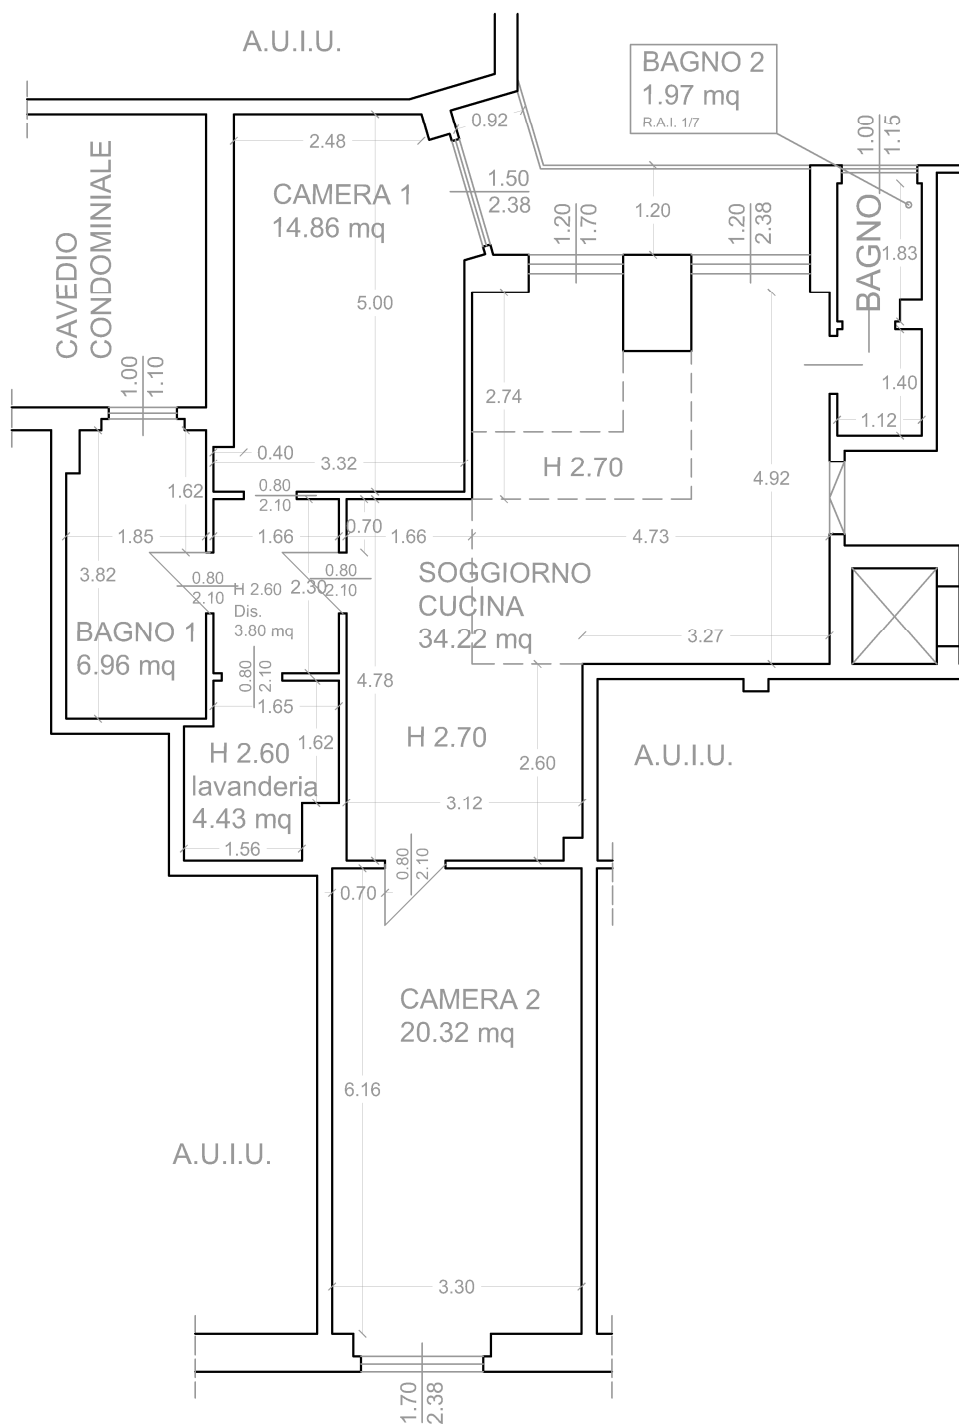 A.U.I.U.
BAGNO 2
1.97 mq
R.A.I. 1/7
0.92
1.00
1.15
2.48
CAMERA 1
14.86 mq
1.50
2.38
1.20
1.20
1.70
1.20
2.38
BAGNO
1.83
CAVEDIO
CONDOMINIALE
5.00
1.00
1.10
2.74
1.40
1.12
0.40
3.32
H 2.70
4.92
0.80
2.10
1.62
0.70
1.85
1.66
1.66
4.73
3.82
0.80
2.10
H 2.60
Dis.
3.80 mq
2.30
0.80
2.10
SOGGIORNO
CUCINA
34.22 mq
BAGNO 1
6.96 mq
3.27
0.80
2.10
4.78
1.65
1.62
H 2.60
lavanderia
4.43 mq
H 2.70
2.60
A.U.I.U.
3.12
1.56
0.80
2.10
0.70
CAMERA 2
20.32 mq
6.16
A.U.I.U.
3.30
1.70
2.38